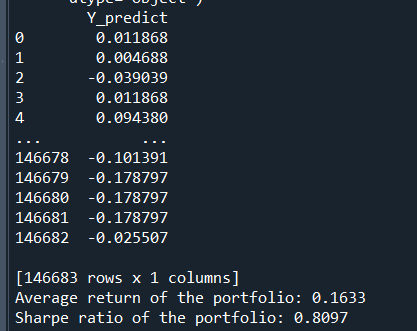 dtype='object')
Y_predict
0 0.011868
1 0.004688
2 -0.039039
3 0.011868
4 0.094380
... ...
146678 -0.101391
146679 -0.178797
146680 -0.178797
146681 -0.178797
146682 -0.025507
[146683 rows x 1 columns]
Average return of the portfolio: 0.1633
Sharpe ratio of the portfolio: 0.8097